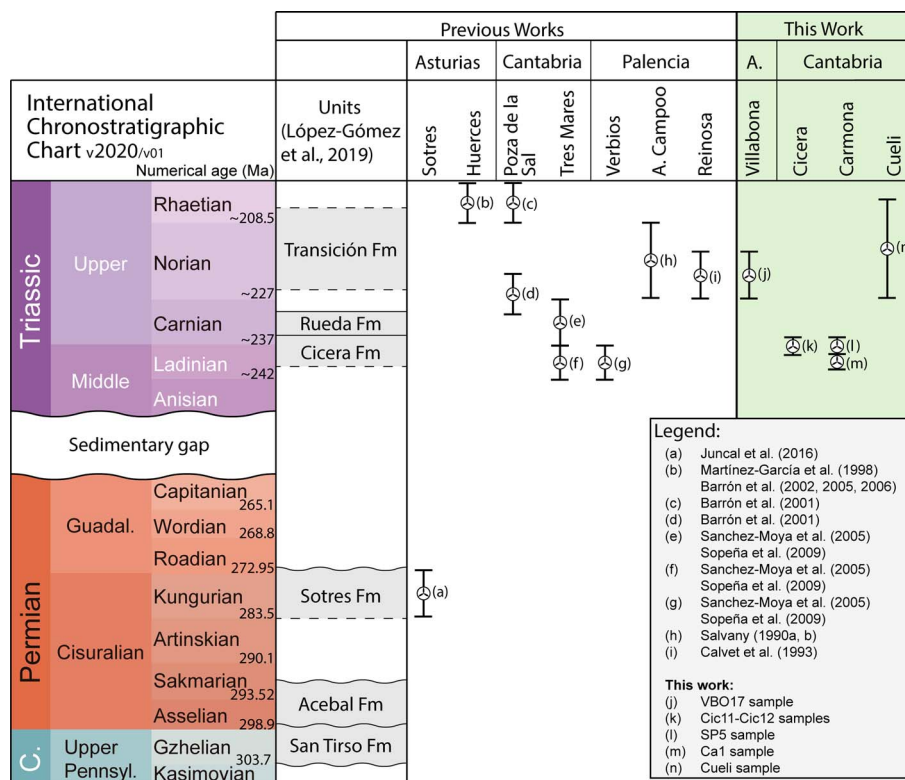 Previous Works
This Work
Asturias
Cantabria
Palencia
A.
Cantabria
International
Chronostratigraphic
Chart v2020/v01
Numerical age (Ma)
Units
(López-Gómez
et al., 2019)
Sotres
Huerces
Poza de la
Sal
Tres Mares
Verbios
A. Campoo
Reinosa
Villabona
Cicera
Carmona
Cueli
Triassic
Upper
Rhaetian
~208.5
Norian
~227
Carnian
~237
Middle
Ladinian
~242
Anisian
Transición Fm
Rueda Fm
Cicera Fm
(b)
(c)
(d)
(e)
(f)
(g)
(h)
(i)
(j)
(k)
(l)
(m)
Sedimentary gap
Permian
Guadal.
Capitanian
265.1
Wordian
268.8
Roadian
272.95
Cisuralian
Kungurian
283.5
Artinskian
290.1
Sakmarian
293.52
Asselian
298.9
Sotres Fm
(a)
Acebal Fm
C.
Upper
Pennsyl.
Gzhelian
303.7
Kasimovian
San Tirso Fm
Legend:
(a) Juncal et al. (2016)
(b) Martínez-García et al. (1998)
Barrón et al. (2002, 2005, 2006)
(c) Barrón et al. (2001)
(d) Barrón et al. (2001)
(e) Sanchez-Moya et al. (2005)
Sopeña et al. (2009)
(f) Sanchez-Moya et al. (2005)
Sopeña et al. (2009)
(g) Sanchez-Moya et al. (2005)
Sopeña et al. (2009)
(h) Salvany (1990a, b)
(i) Calvet et al. (1993)
This work:
(j) VBO17 sample
(k) Cic11-Cic12 samples
(l) SP5 sample
(m) Ca1 sample
(n) Cueli sample